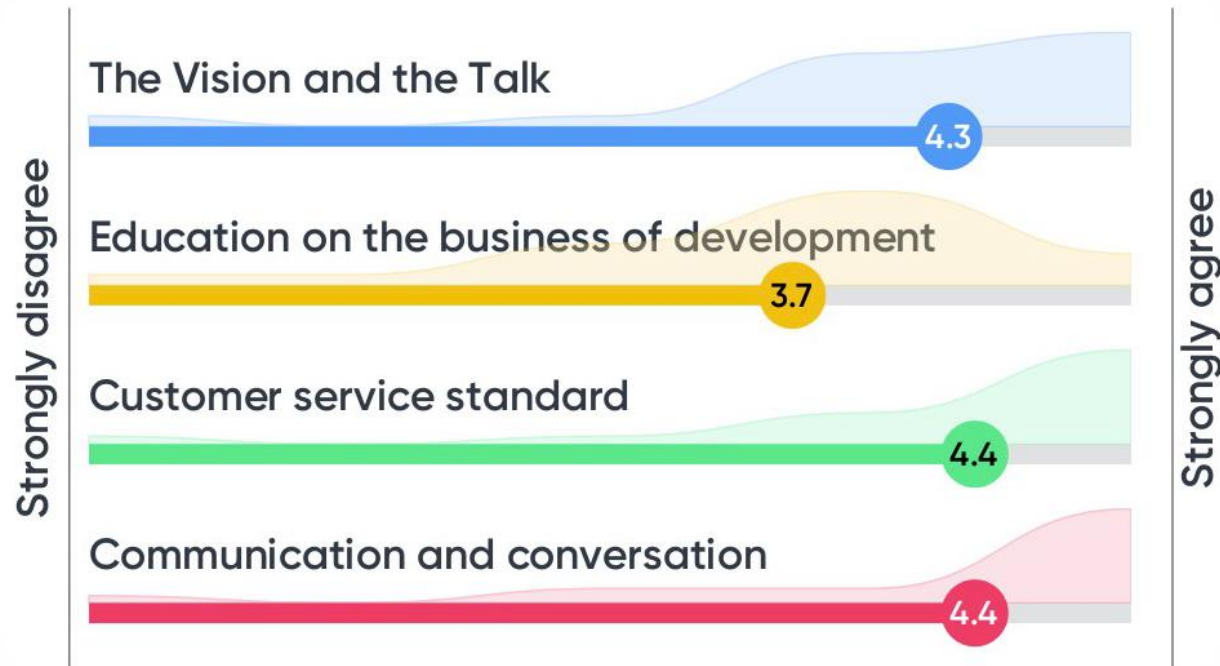 Strongly disagree
The Vision and the Talk
4.3
Education on the business of development
3.7
Customer service standard
4.4
Communication and conversation
4.4
Strongly agree